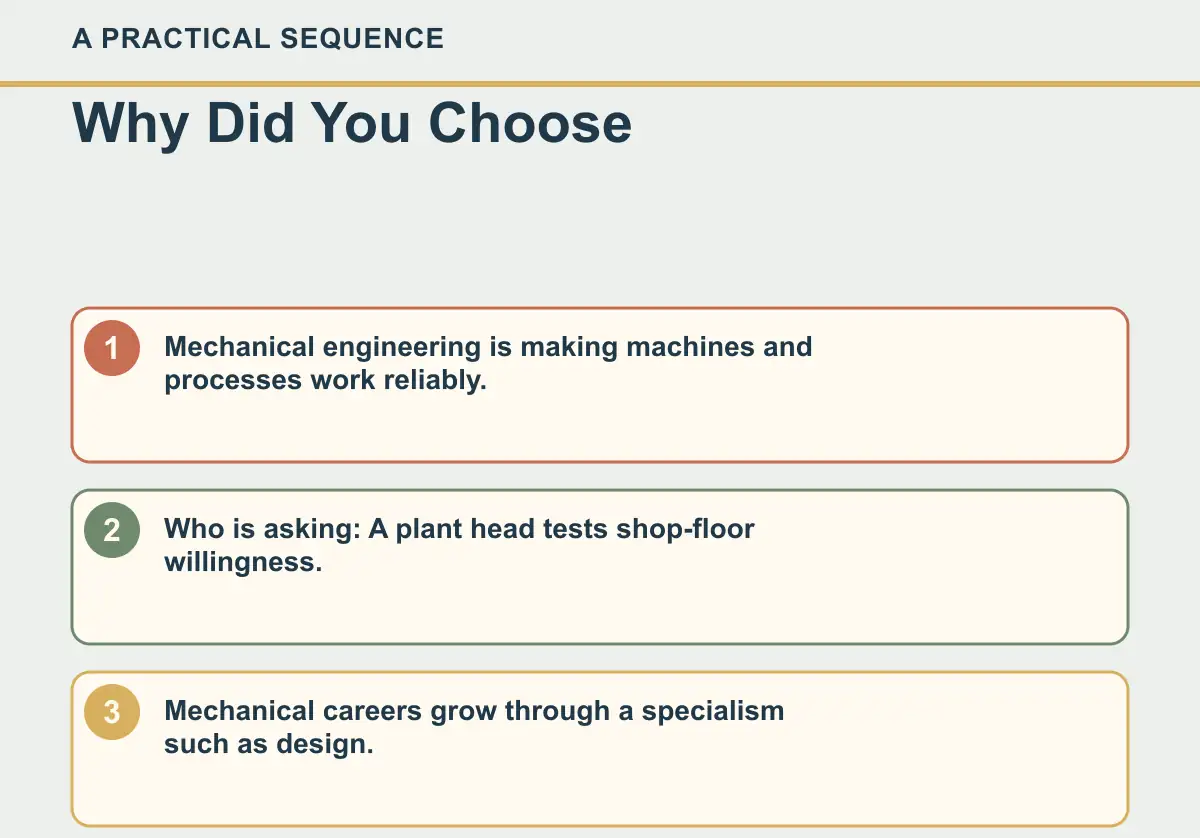 A PRACTICAL SEQUENCE
Why Did You Choose
1
Mechanical engineering is making machines and
processes work reliably.
2
Who is asking: A plant head tests shop-floor
willingness.
3
Mechanical careers grow through a specialism
such as design.